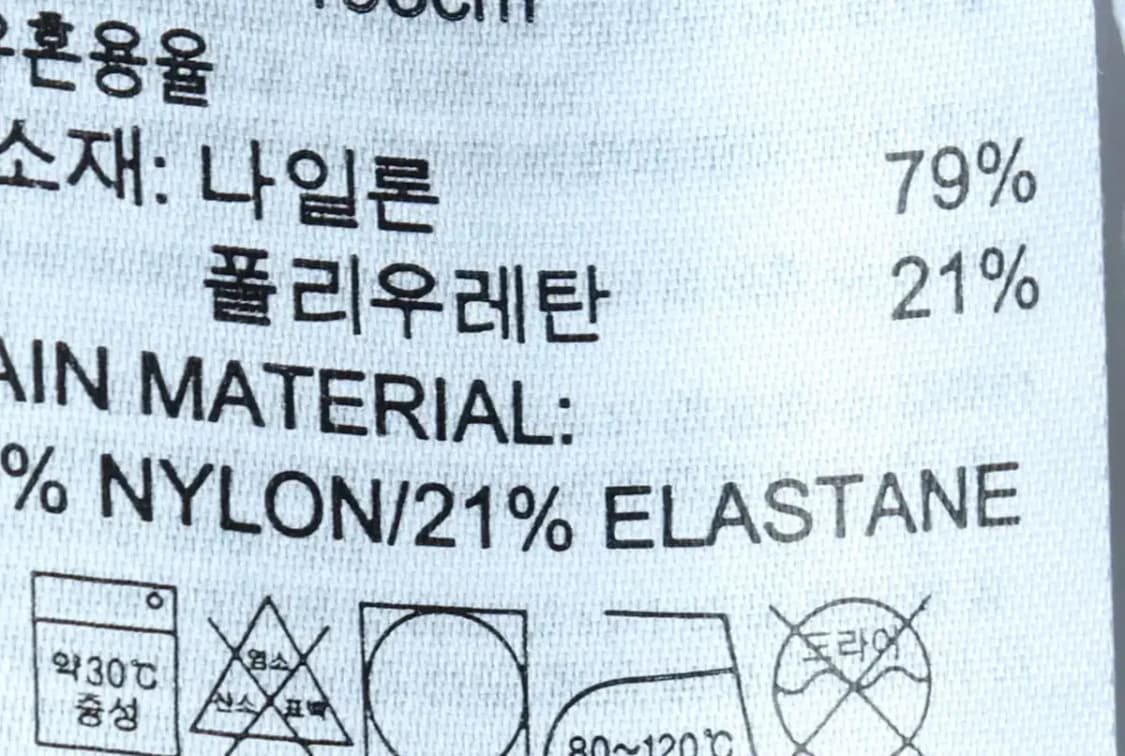 혼용율
소재: 나일론 79%
폴리우레탄 21%
MAIN MATERIAL:
% NYLON/21% ELASTANE
약30℃
중성
염소
산소 표백
80~120℃
드라이